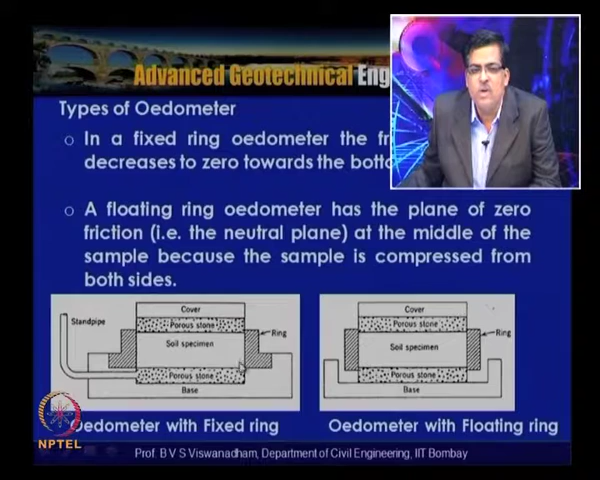 Advanced Geotechnical Eng
Types of Oedometer
In a fixed ring oedometer the
decreases to zero towards the
A floating ring oedometer has the plane of zero
friction (i.e. the neutral plane) at the middle of the
sample because the sample is compressed from
both sides.
Cover
Porous stone
Standpipe
Ring
Soil specimen
Porous stone
Base
Cover
Porous stone
Ring
Soil specimen
Porous stone
Base
Oedometer with Fixed ring
Oedometer with Floating ring
NPTEL
Prof. B V S Viswanadham, Department of Civil Engineering, IIT Bombay